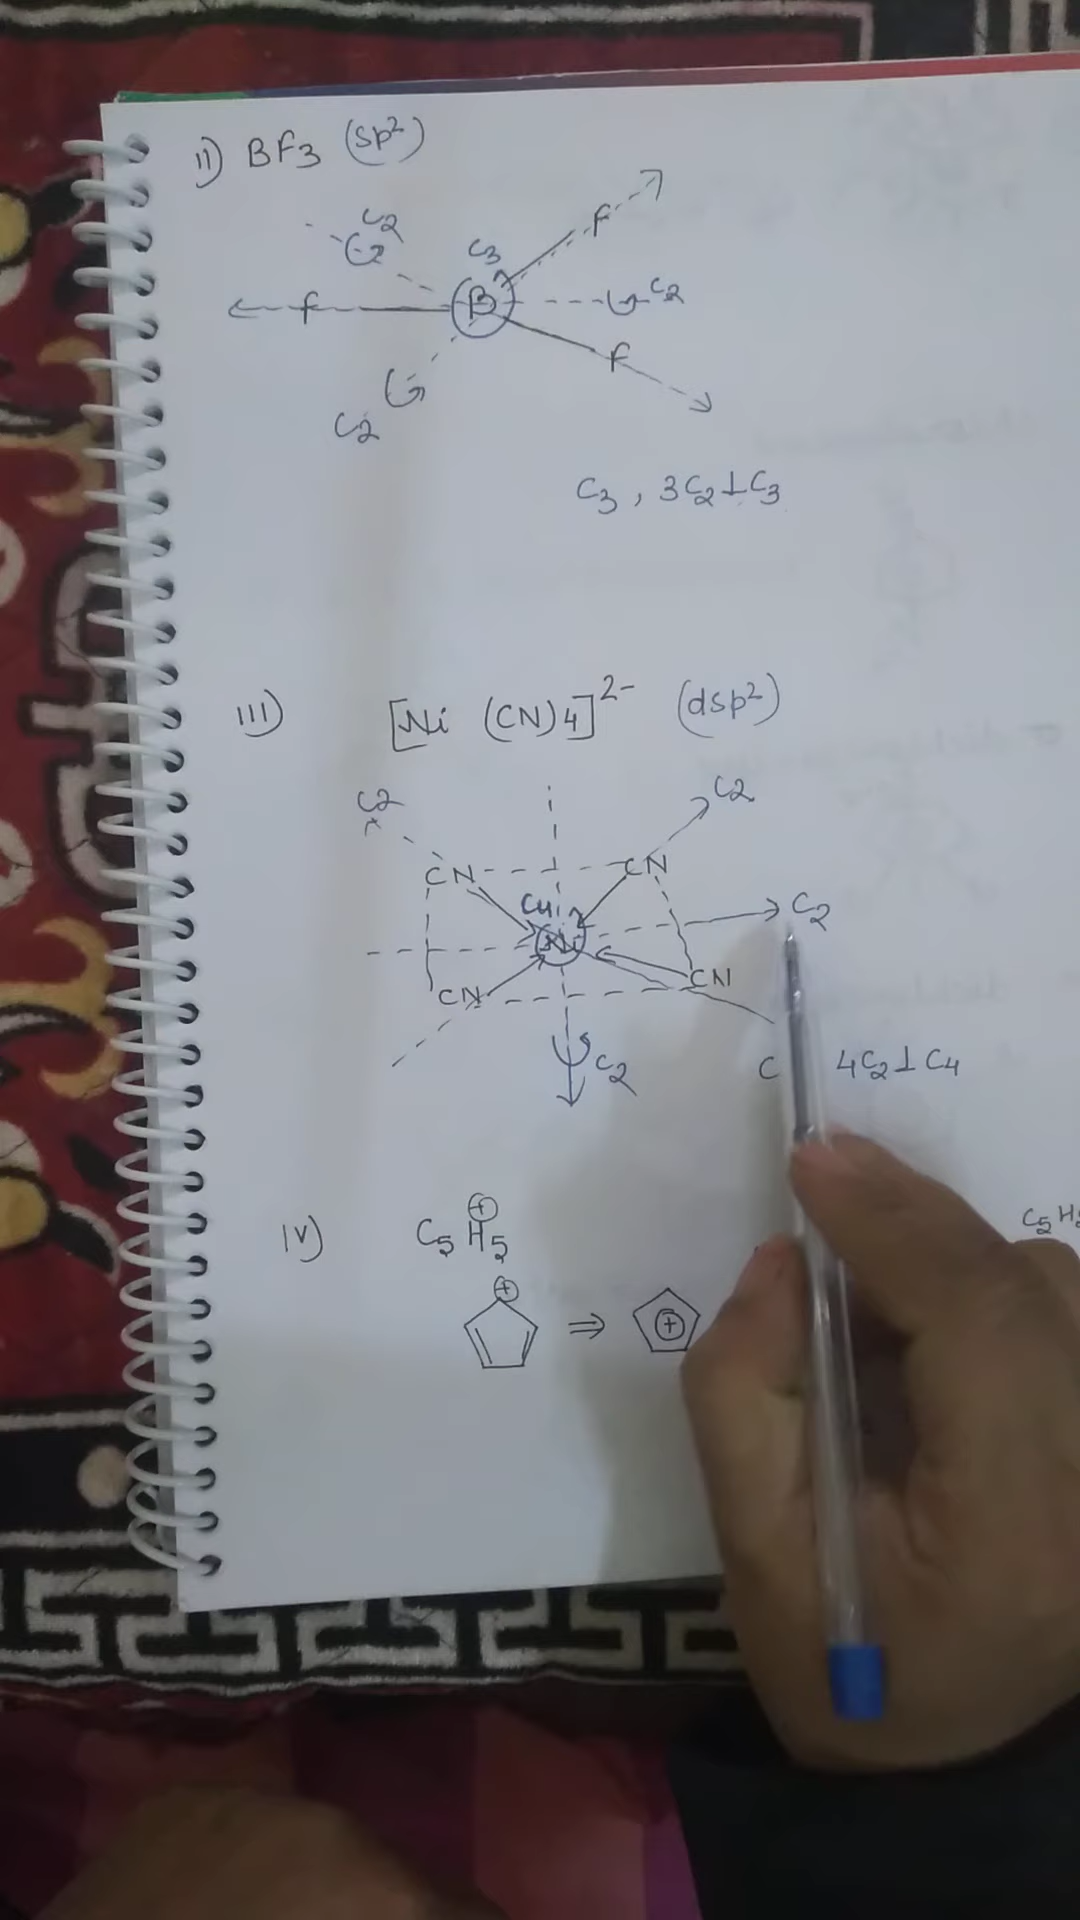 II) BF3 (sp²)
C2
C2
C3
F
F
B
C2
F
C2
C3 , 3C2⊥C3
III) [Ni (CN)4]²⁻ (dsp²)
C2
C2
CN
CN
C4
C2
Ni
CN
CN
C2
C 4C2⊥C4
IV) C5H5⊕
C5H5
⊕
⇒ ⊕